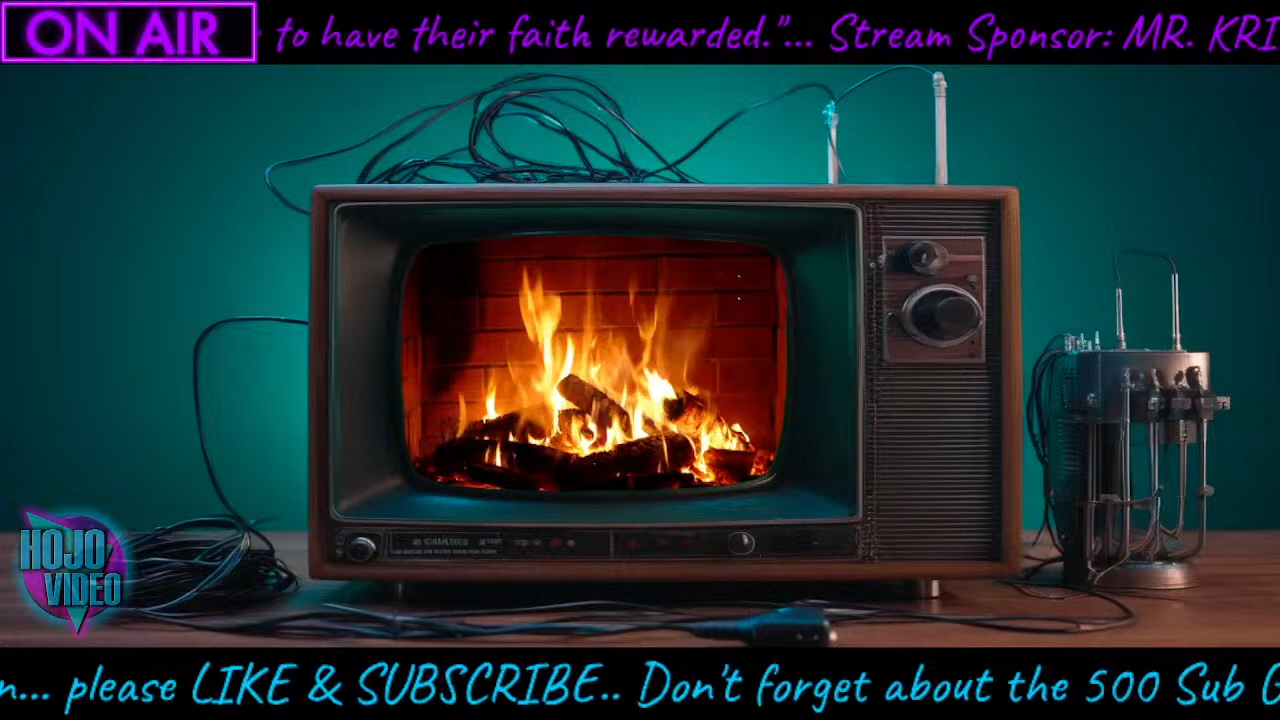 ON AIR to have their faith rewarded."... Stream Sponsor: MR. KRI
HOJO
VIDEO
n... please LIKE & SUBSCRIBE.. Don't forget about the 500 Sub G